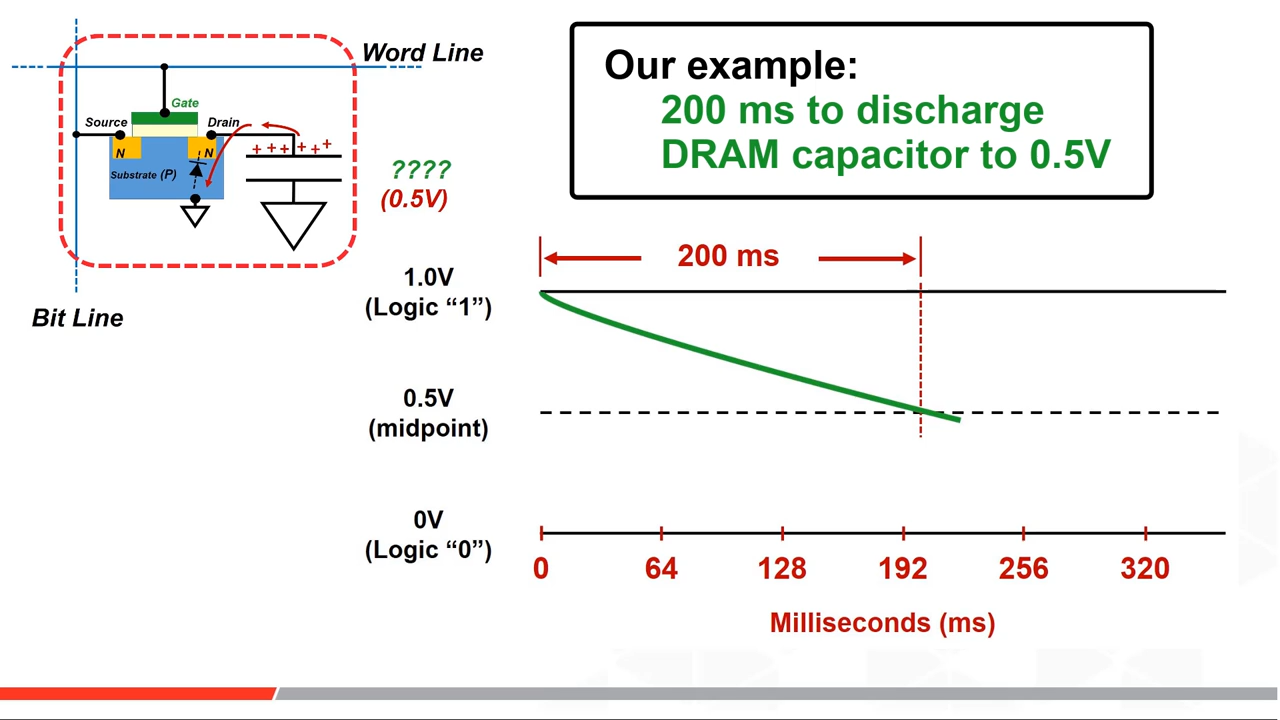 Word Line
Gate
Source
Drain
+ + + + + +
N
N
Substrate (P)
????
(0.5V)
Bit Line
Our example:
200 ms to discharge
DRAM capacitor to 0.5V
200 ms
1.0V
(Logic “1”)
0.5V
(midpoint)
0V
(Logic “0”)
0 64 128 192 256 320
Milliseconds (ms)